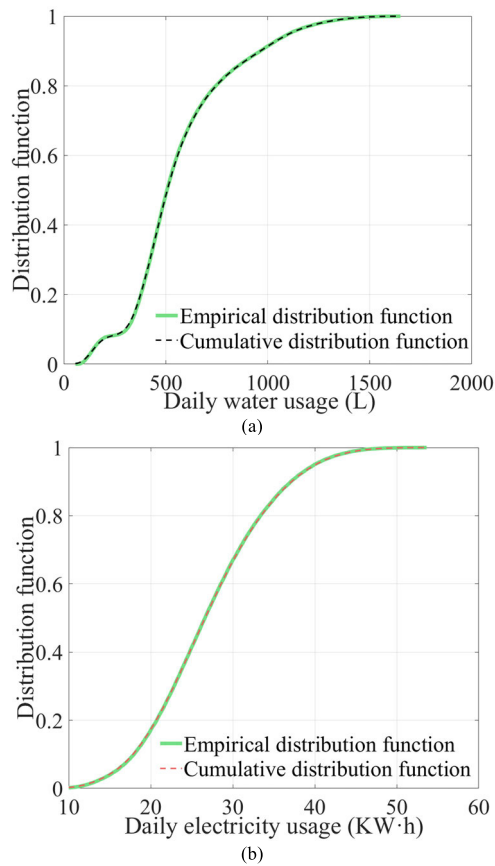 1
0.8
0.6
0.4
0.2
0
Distribution function
Empirical distribution function
Cumulative distribution function
0 500 1000 1500 2000
Daily water usage (L)
(a)
1
0.8
0.6
0.4
0.2
0
Distribution function
Empirical distribution function
Cumulative distribution function
10 20 30 40 50 60
Daily electricity usage (KW·h)
(b)